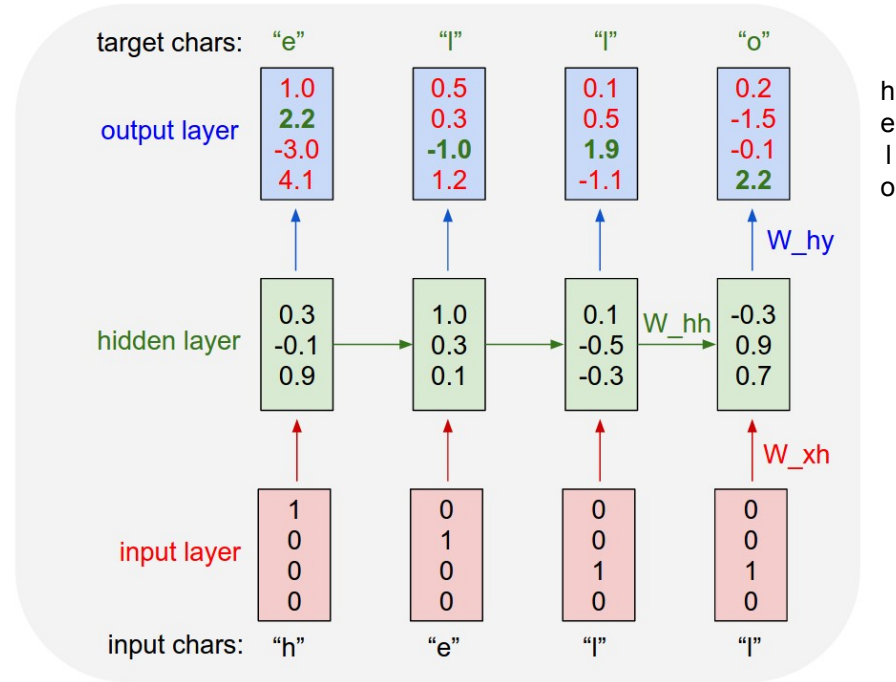 target chars: “e” “l” “l” “o”
output layer
1.0 0.5 0.1 0.2
2.2 0.3 0.5 -1.5
-3.0 -1.0 1.9 -0.1
4.1 1.2 -1.1 2.2
h
e
l
o
W_hy
hidden layer
0.3 1.0 0.1 -0.3
-0.1 0.3 -0.5 0.9
0.9 0.1 -0.3 0.7
W_hh
W_xh
input layer
1 0 0 0
0 1 0 0
0 0 1 1
0 0 0 0
input chars: “h” “e” “l” “l”